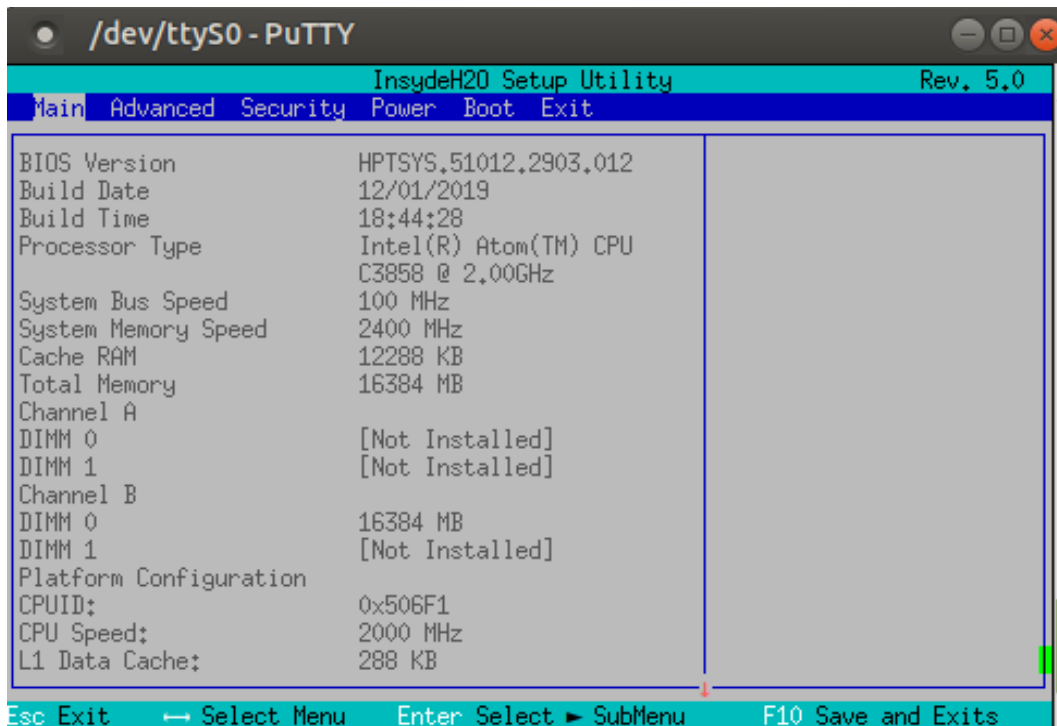 /dev/ttyS0 - PuTTY
InsydeH2O Setup Utility Rev. 5.0
Main Advanced Security Power Boot Exit
BIOS Version HPTSYS.51012.2903.012
Build Date 12/01/2019
Build Time 18:44:28
Processor Type Intel(R) Atom(TM) CPU
C3858 @ 2.00GHz
System Bus Speed 100 MHz
System Memory Speed 2400 MHz
Cache RAM 12288 KB
Total Memory 16384 MB
Channel A
DIMM 0 [Not Installed]
DIMM 1 [Not Installed]
Channel B
DIMM 0 16384 MB
DIMM 1 [Not Installed]
Platform Configuration
CPUID: 0x506F1
CPU Speed: 2000 MHz
L1 Data Cache: 288 KB
Esc Exit ↔ Select Menu Enter Select ► SubMenu F10 Save and Exits